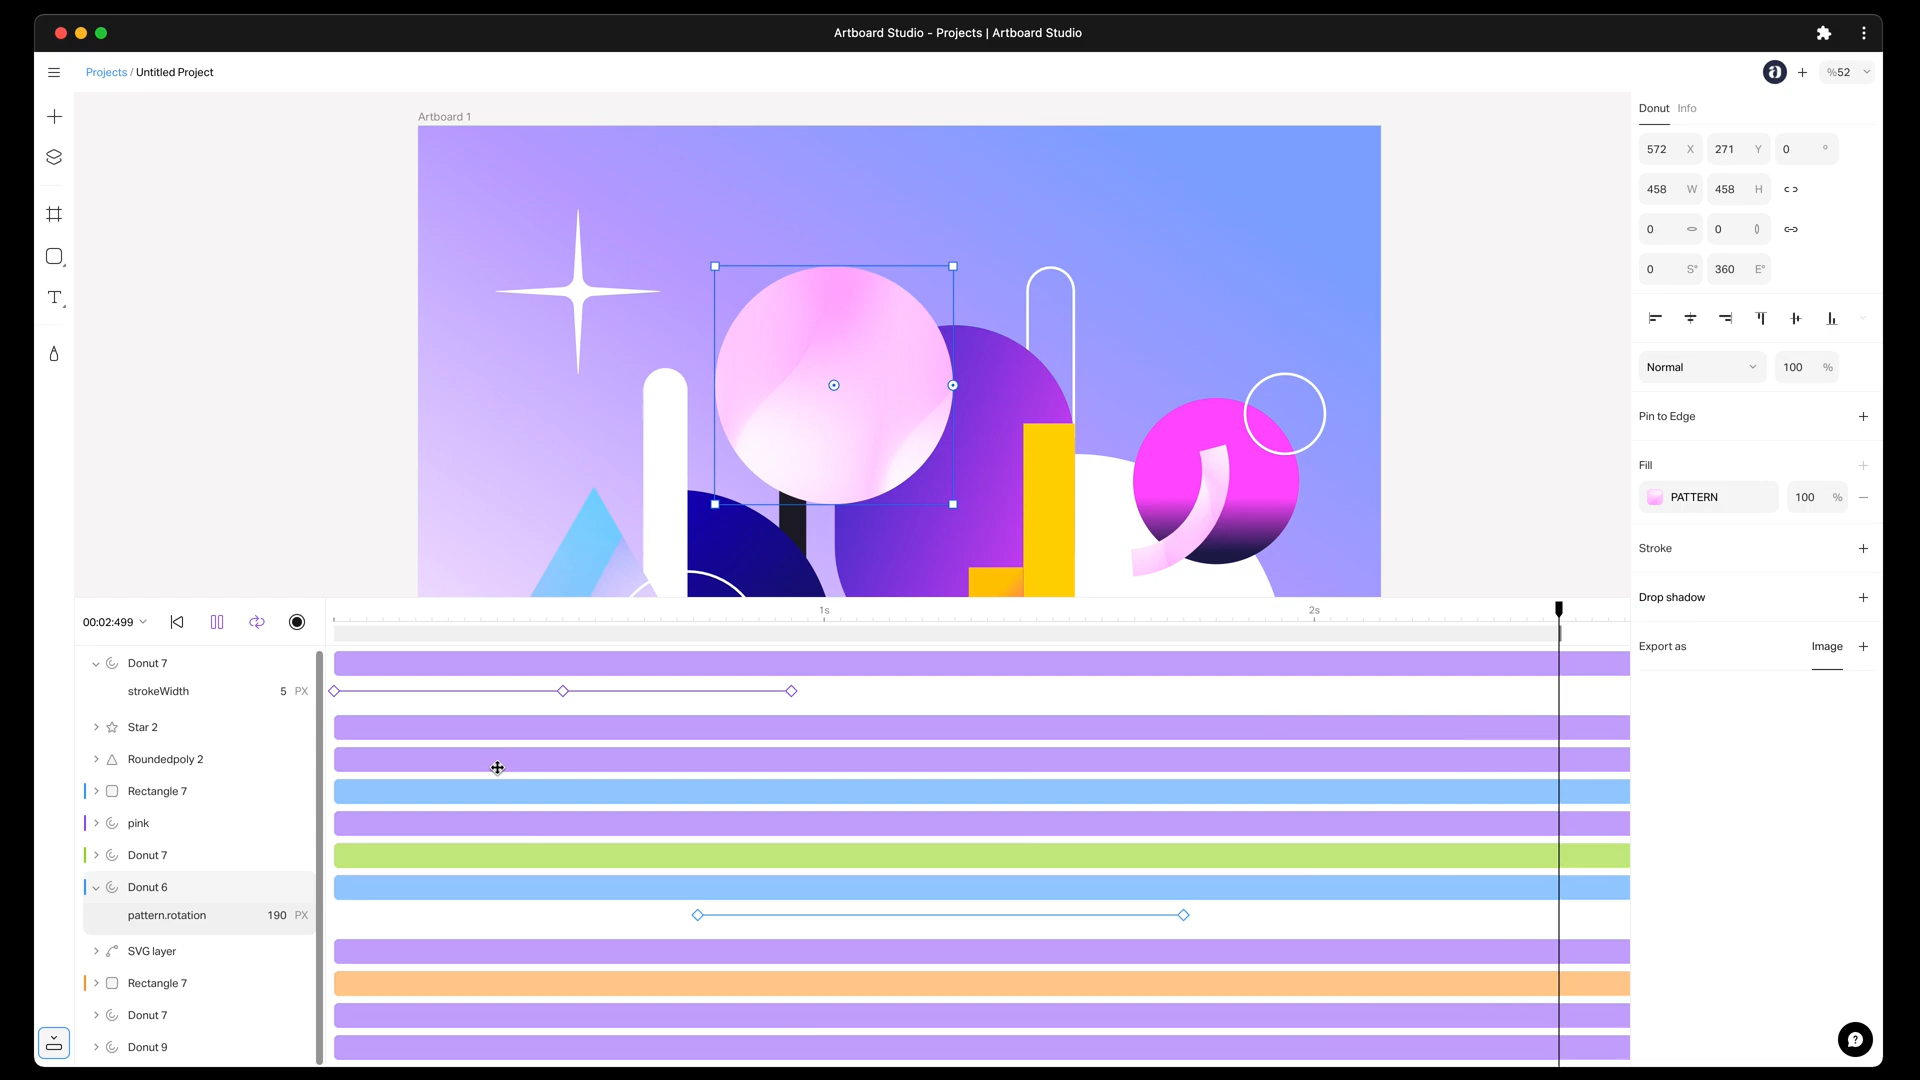 Artboard Studio - Projects | Artboard Studio
Projects / Untitled Project
%52
Artboard 1
Donut Info
572 X 271 Y 0 °
458 W 458 H
0 0
0 S° 360 E°
Normal 100 %
Pin to Edge
Fill
PATTERN 100 %
Stroke
Drop shadow
Export as Image
00:02:499
1s 2s
Donut 7
strokeWidth 5 PX
Star 2
Roundedpoly 2
Rectangle 7
pink
Donut 7
Donut 6
pattern.rotation 190 PX
SVG layer
Rectangle 7
Donut 7
Donut 9